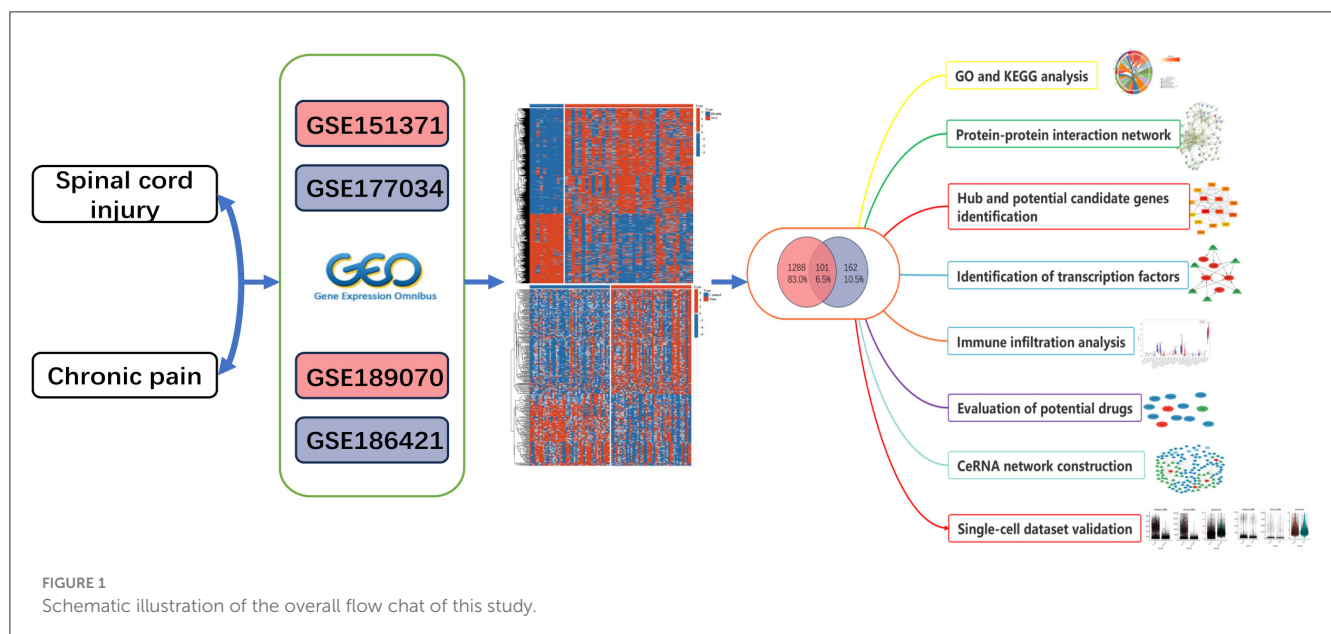 Spinal cord
injury
Chronic pain
GSE151371
GSE177034
GEO
Gene Expression Omnibus
GSE189070
GSE186421
Type
Type
1288
83.0%
101
6.5%
162
10.5%
GO and KEGG analysis
Protein-protein interaction network
Hub and potential candidate genes
identification
Identification of transcription factors
Immune infiltration analysis
Evaluation of potential drugs
CeRNA network construction
Single-cell dataset validation
FIGURE 1
Schematic illustration of the overall flow chat of this study.